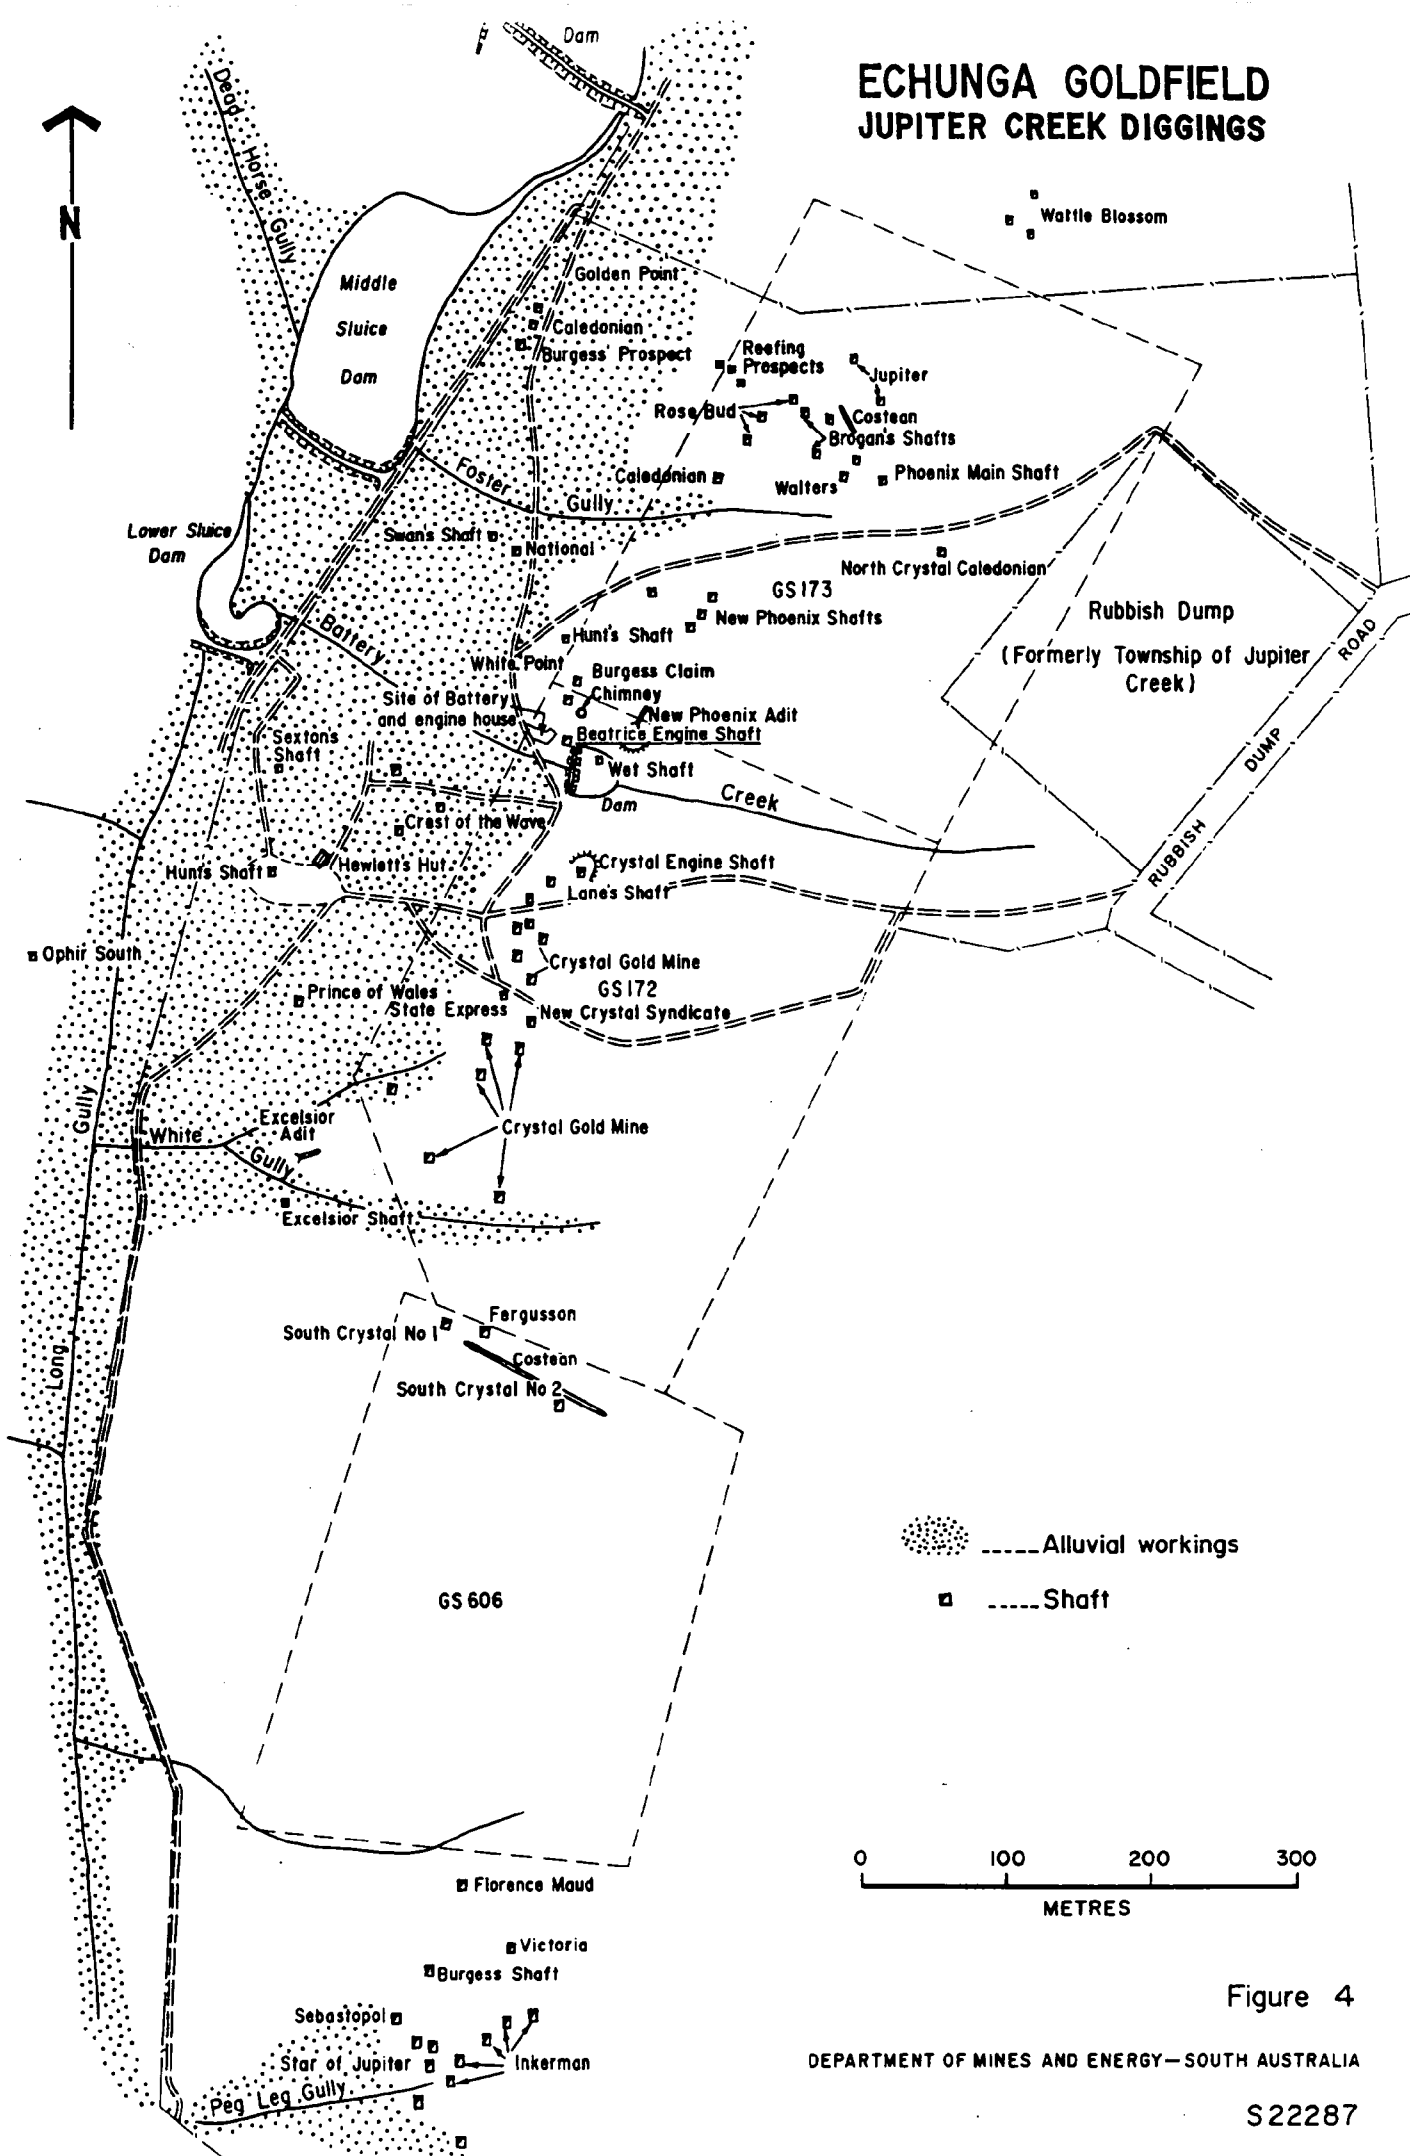 Dam
ECHUNGA GOLDFIELD
JUPITER CREEK DIGGINGS
Dead Horse Gully
N
Wattle Blossom
Golden Point
Middle
Sluice
Dam
Caledonian
Burgess' Prospect
Reefing
Prospects
Jupiter
Rose Bud
Costean
Brogan's Shafts
Caledonian
Walters
Phoenix Main Shaft
Foster Gully
Lower Sluice
Dam
Swan's Shaft
National
North Crystal Caledonian
GS 173
New Phoenix Shafts
Hunt's Shaft
Rubbish Dump
(Formerly Township of Jupiter
Creek)
RUBBISH DUMP ROAD
Battery
White Point
Burgess Claim
Chimney
Site of Battery
and engine house
New Phoenix Adit
Beatrice Engine Shaft
Sexton's
Shaft
Wet Shaft
Dam
Creek
Crest of the Wave
Hunt's Shaft
Hewlett's Hut
Crystal Engine Shaft
Lane's Shaft
Ophir South
Crystal Gold Mine
GS 172
Prince of Wales
State Express
New Crystal Syndicate
Gully
White
Excelsior
Adit
Gully
Crystal Gold Mine
Excelsior Shaft
Long
Fergusson
South Crystal No 1
Costean
South Crystal No 2
GS 606
Alluvial workings
Shaft
0 100 200 300
METRES
Florence Maud
Victoria
Burgess Shaft
Sebastopol
Star of Jupiter
Inkerman
Peg Leg Gully
Figure 4
DEPARTMENT OF MINES AND ENERGY—SOUTH AUSTRALIA
S22287